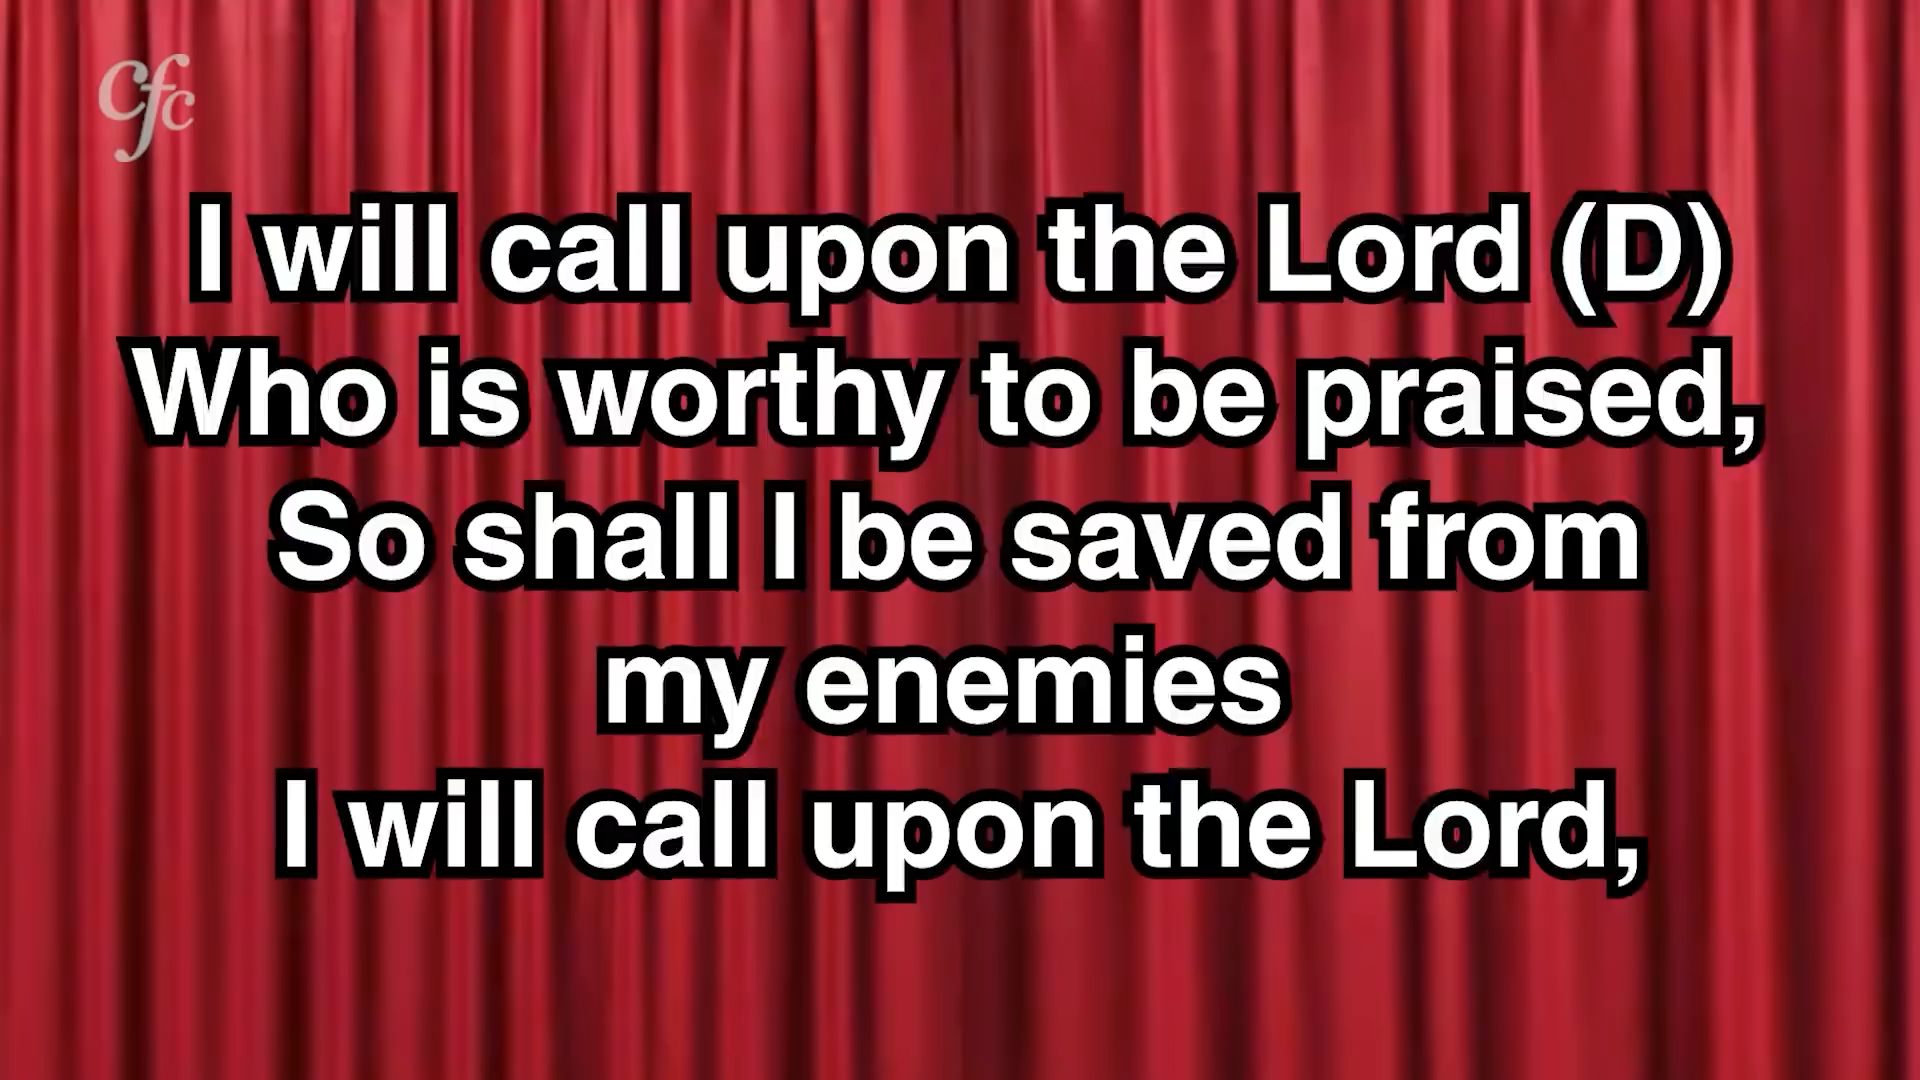 cfc
I will call upon the Lord (D)
Who is worthy to be praised,
So shall I be saved from
my enemies
I will call upon the Lord,